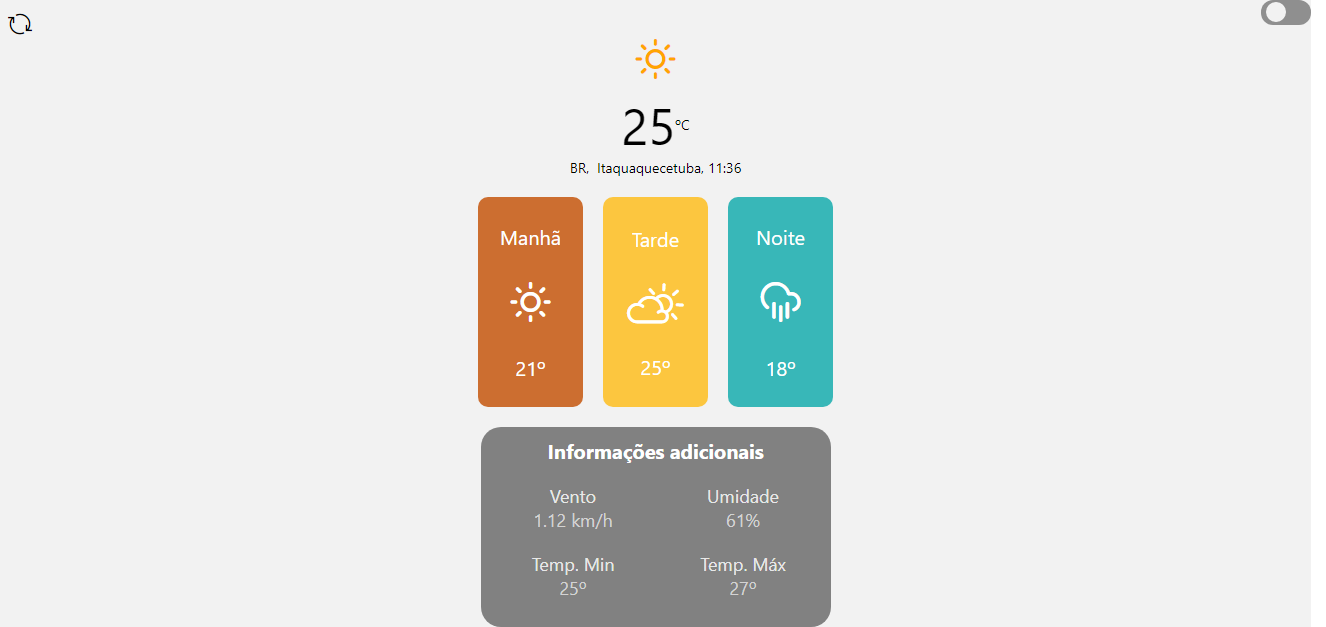 25ºC
BR,  Itaquaquecetuba, 11:36
Manhã
Tarde
Noite
21º
25º
18º
Informações adicionais
Vento
Umidade
1.12 km/h
61%
Temp. Min
Temp. Máx
25º
27º